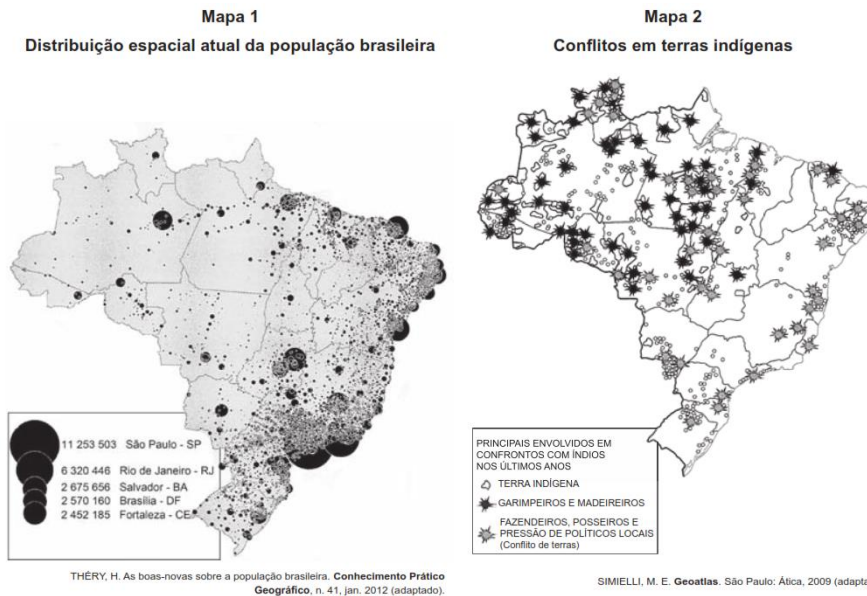 Mapa 1
Distribuição espacial atual da população brasileira
11 253 503 São Paulo - SP
6 320 446 Rio de Janeiro - RJ
2 675 656 Salvador - BA
2 570 160 Brasília - DF
2 452 185 Fortaleza - CE
THÉRY, H. As boas-novas sobre a população brasileira. Conhecimento Prático
Geográfico, n. 41, jan. 2012 (adaptado).
Mapa 2
Conflitos em terras indígenas
PRINCIPAIS ENVOLVIDOS EM
CONFRONTOS COM ÍNDIOS
NOS ÚLTIMOS ANOS
TERRA INDÍGENA
GARIMPEIROS E MADEIREIROS
FAZENDEIROS, POSSEIROS E
PRESSÃO DE POLÍTICOS LOCAIS
(Conflito de terras)
SIMIELLI, M. E. Geoatlas. São Paulo: Ática, 2009 (adapta